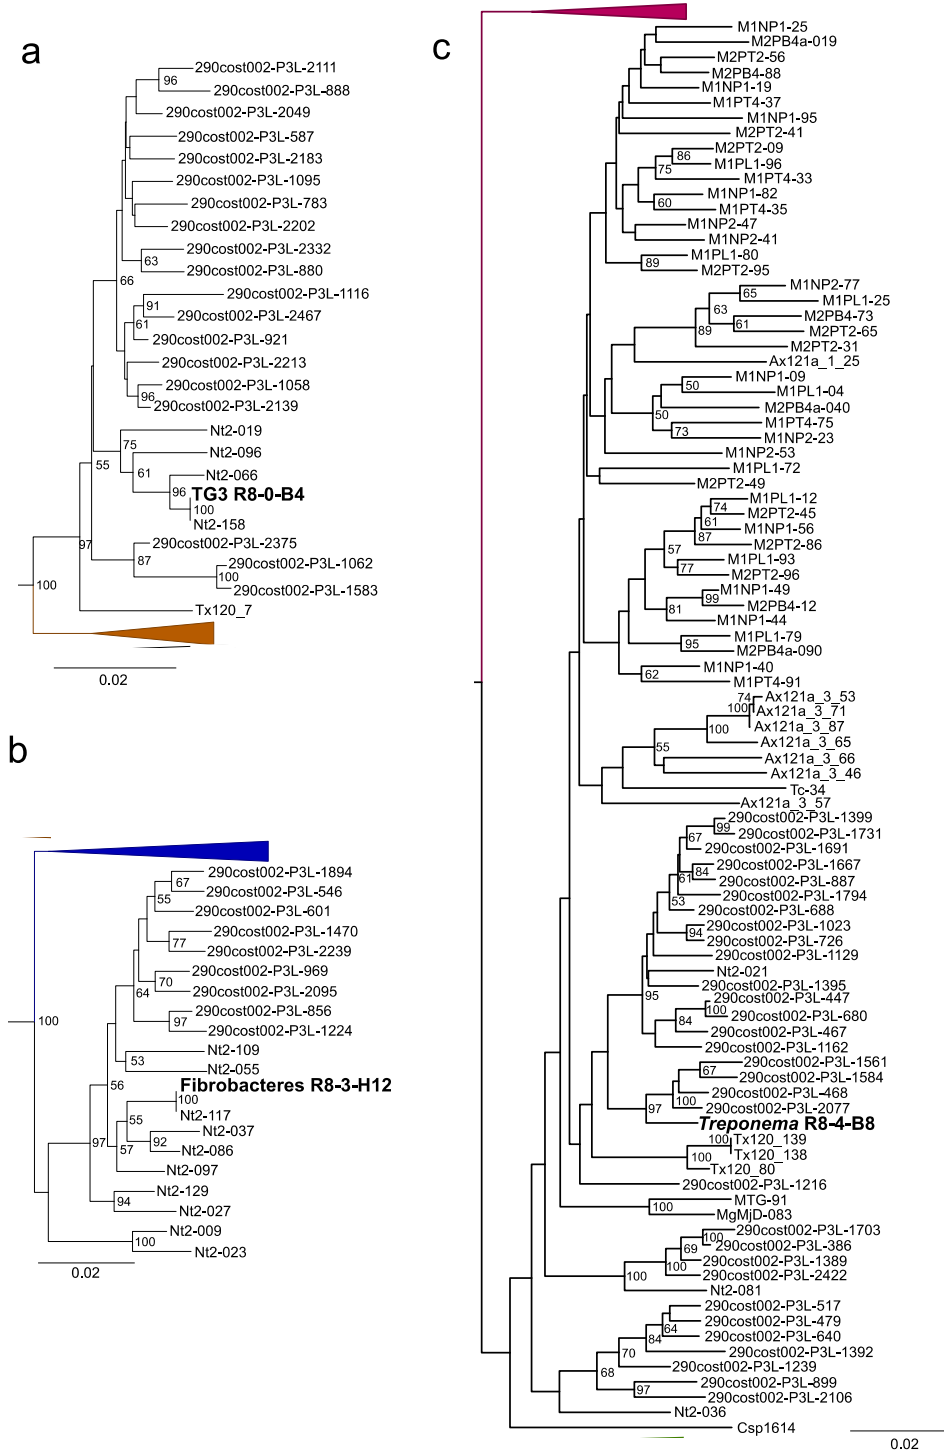 a
290cost002-P3L-2111
96
290cost002-P3L-888
290cost002-P3L-2049
290cost002-P3L-587
290cost002-P3L-2183
290cost002-P3L-1095
290cost002-P3L-783
290cost002-P3L-2202
290cost002-P3L-2332
63
290cost002-P3L-880
66
290cost002-P3L-1116
91
290cost002-P3L-2467
61
290cost002-P3L-921
290cost002-P3L-2213
290cost002-P3L-1058
96
290cost002-P3L-2139
Nt2-019
75
Nt2-096
55
61
Nt2-066
96
TG3 R8-0-B4
100
Nt2-158
97
290cost002-P3L-2375
87
290cost002-P3L-1062
100
290cost002-P3L-1583
100
Tx120_7
0.02
b
290cost002-P3L-1894
67
290cost002-P3L-546
55
290cost002-P3L-601
290cost002-P3L-1470
77
290cost002-P3L-2239
290cost002-P3L-969
70
64
290cost002-P3L-2095
290cost002-P3L-856
97
290cost002-P3L-1224
100
Nt2-109
53
Nt2-055
56
Fibrobacteres R8-3-H12
100
Nt2-117
55
Nt2-037
97
92
57
Nt2-086
Nt2-097
Nt2-129
94
Nt2-027
Nt2-009
100
Nt2-023
0.02
c
M1NP1-25
M2PB4a-019
M2PT2-56
M2PB4-88
M1NP1-19
M1PT4-37
M1NP1-95
M2PT2-41
M2PT2-09
86
M1PL1-96
75
M1PT4-33
M1NP1-82
60
M1PT4-35
M1NP2-47
M1NP2-41
M1PL1-80
89
M2PT2-95
M1NP2-77
65
M1PL1-25
63
M2PB4-73
61
M2PT2-65
89
M2PT2-31
Ax121a_1_25
M1NP1-09
50
M1PL1-04
M2PB4a-040
50
M1PT4-75
73
M1NP2-23
M1NP2-53
M1PL1-72
M2PT2-49
M1PL1-12
74
M2PT2-45
61
M1NP1-56
87
M2PT2-86
57
M1PL1-93
77
M2PT2-96
M1NP1-49
99
M2PB4-12
81
M1NP1-44
M1PL1-79
95
M2PB4a-090
M1NP1-40
62
M1PT4-91
74
Ax121a_3_53
100
Ax121a_3_71
Ax121a_3_87
100
Ax121a_3_65
55
Ax121a_3_66
Ax121a_3_46
Tc-34
Ax121a_3_57
290cost002-P3L-1399
99
290cost002-P3L-1731
67
290cost002-P3L-1691
290cost002-P3L-1667
84
61
290cost002-P3L-887
290cost002-P3L-1794
53
290cost002-P3L-688
290cost002-P3L-1023
94
290cost002-P3L-726
290cost002-P3L-1129
Nt2-021
290cost002-P3L-1395
95
290cost002-P3L-447
100
290cost002-P3L-680
84
290cost002-P3L-467
290cost002-P3L-1162
290cost002-P3L-1561
67
290cost002-P3L-1584
290cost002-P3L-468
100
97
290cost002-P3L-2077
Treponema R8-4-B8
100
Tx120_139
Tx120_138
100
Tx120_80
290cost002-P3L-1216
MTG-91
100
MgMjD-083
290cost002-P3L-1703
100
290cost002-P3L-386
69
290cost002-P3L-1389
100
290cost002-P3L-2422
100
Nt2-081
290cost002-P3L-517
290cost002-P3L-479
64
290cost002-P3L-640
84
290cost002-P3L-1392
70
290cost002-P3L-1239
68
290cost002-P3L-899
97
290cost002-P3L-2106
Nt2-036
Csp1614
0.02